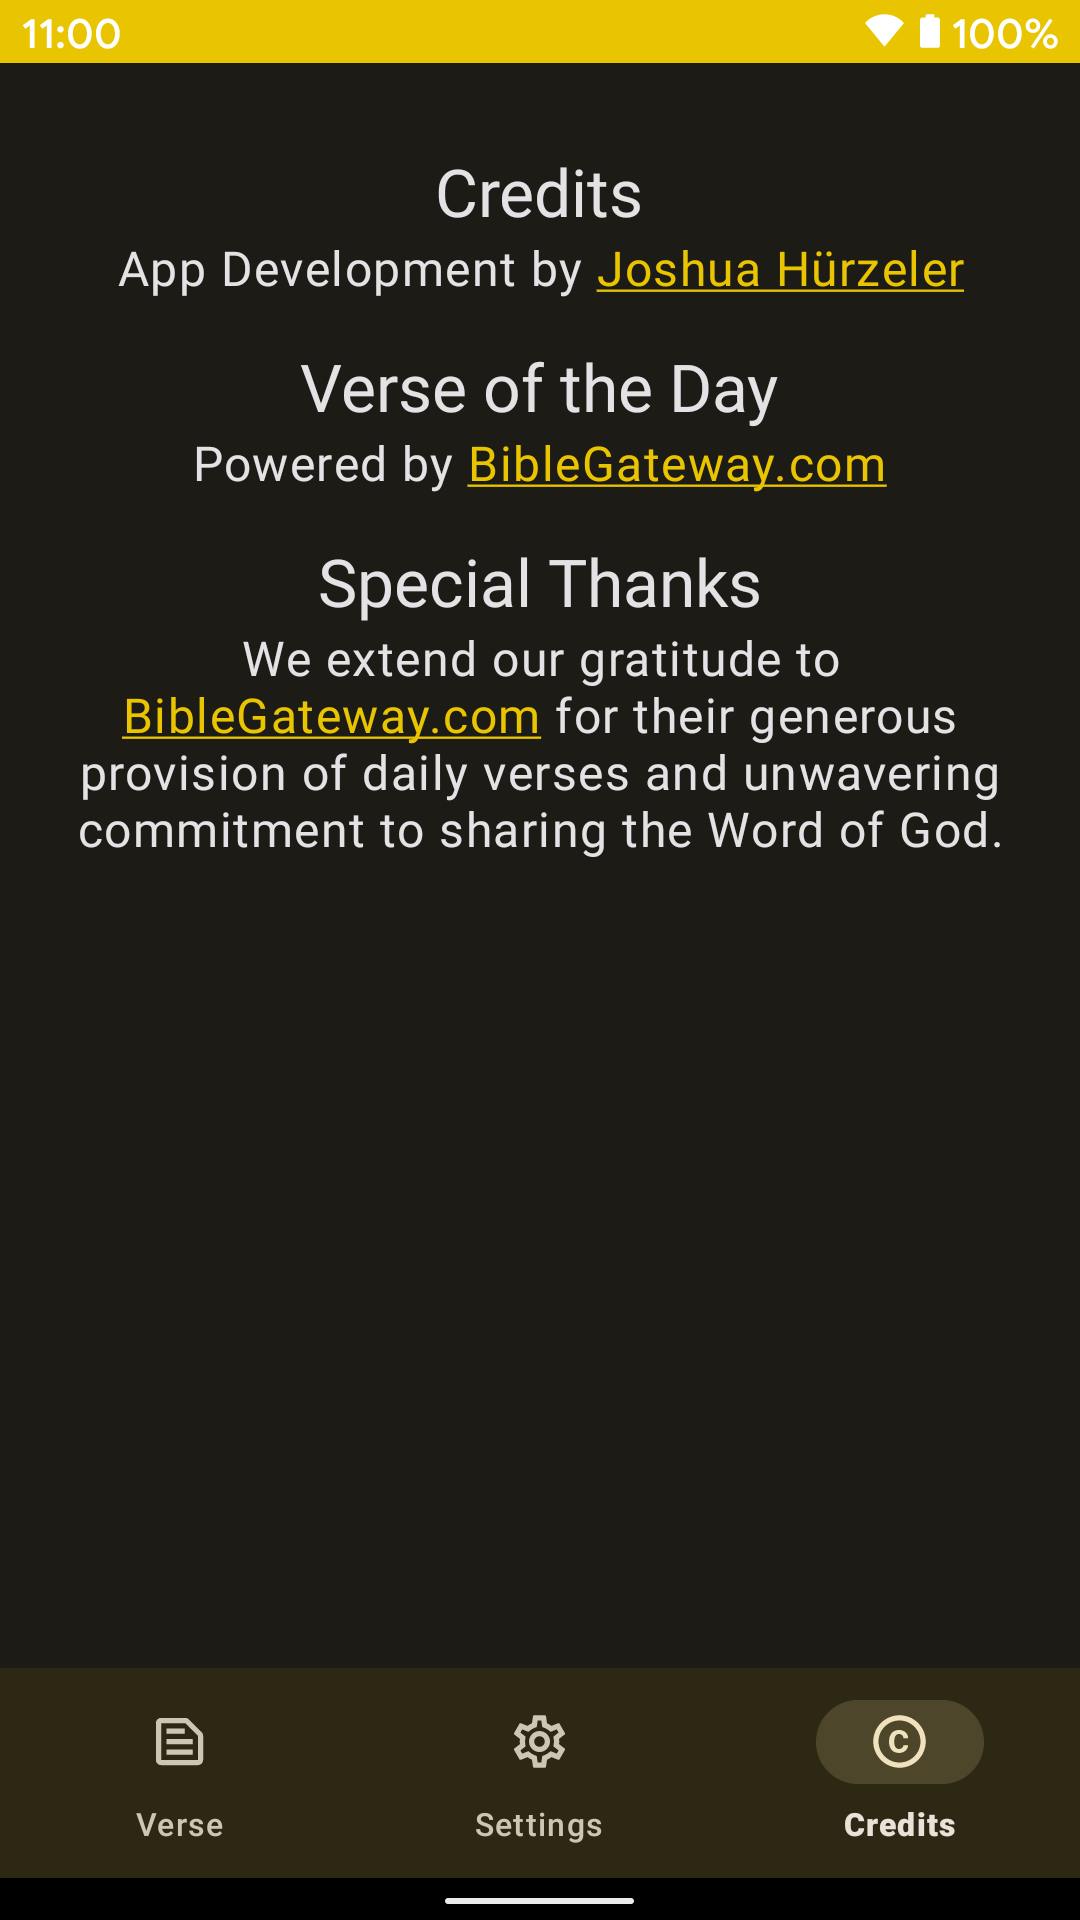 11:00
100%
Credits
App Development by Joshua Hürzeler
Verse of the Day
Powered by BibleGateway.com
Special Thanks
We extend our gratitude to
BibleGateway.com for their generous
provision of daily verses and unwavering
commitment to sharing the Word of God.
Verse
Settings
Credits